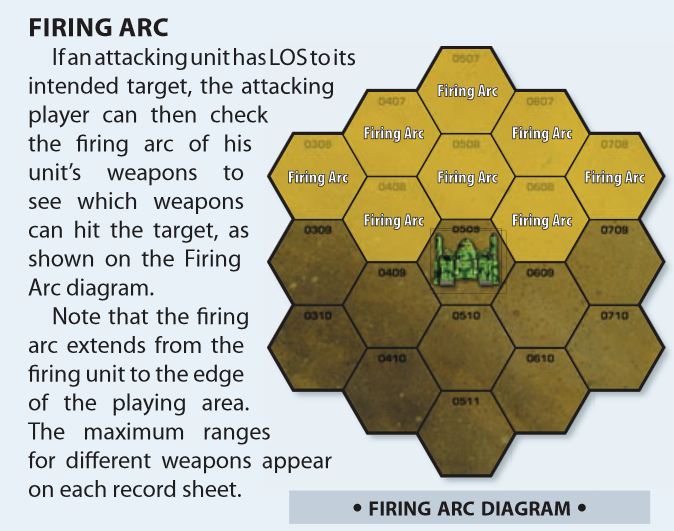 FIRING ARC
If an attacking unit has LOS to its
intended target, the attacking
player can then check
the firing arc of his
unit's weapons to
see which weapons
can hit the target, as
shown on the Firing
Arc diagram.
Note that the firing
arc extends from the
firing unit to the edge
of the playing area.
The maximum ranges
for different weapons appear
on each record sheet.
0507
Firing Arc
0407
0607
Firing Arc
Firing Arc
0308
0508
0708
Firing Arc
Firing Arc
Firing Arc
0408
0608
Firing Arc
Firing Arc
0309
0509
0709
0409
0609
0310
0510
0710
0410
0610
0511
• FIRING ARC DIAGRAM •